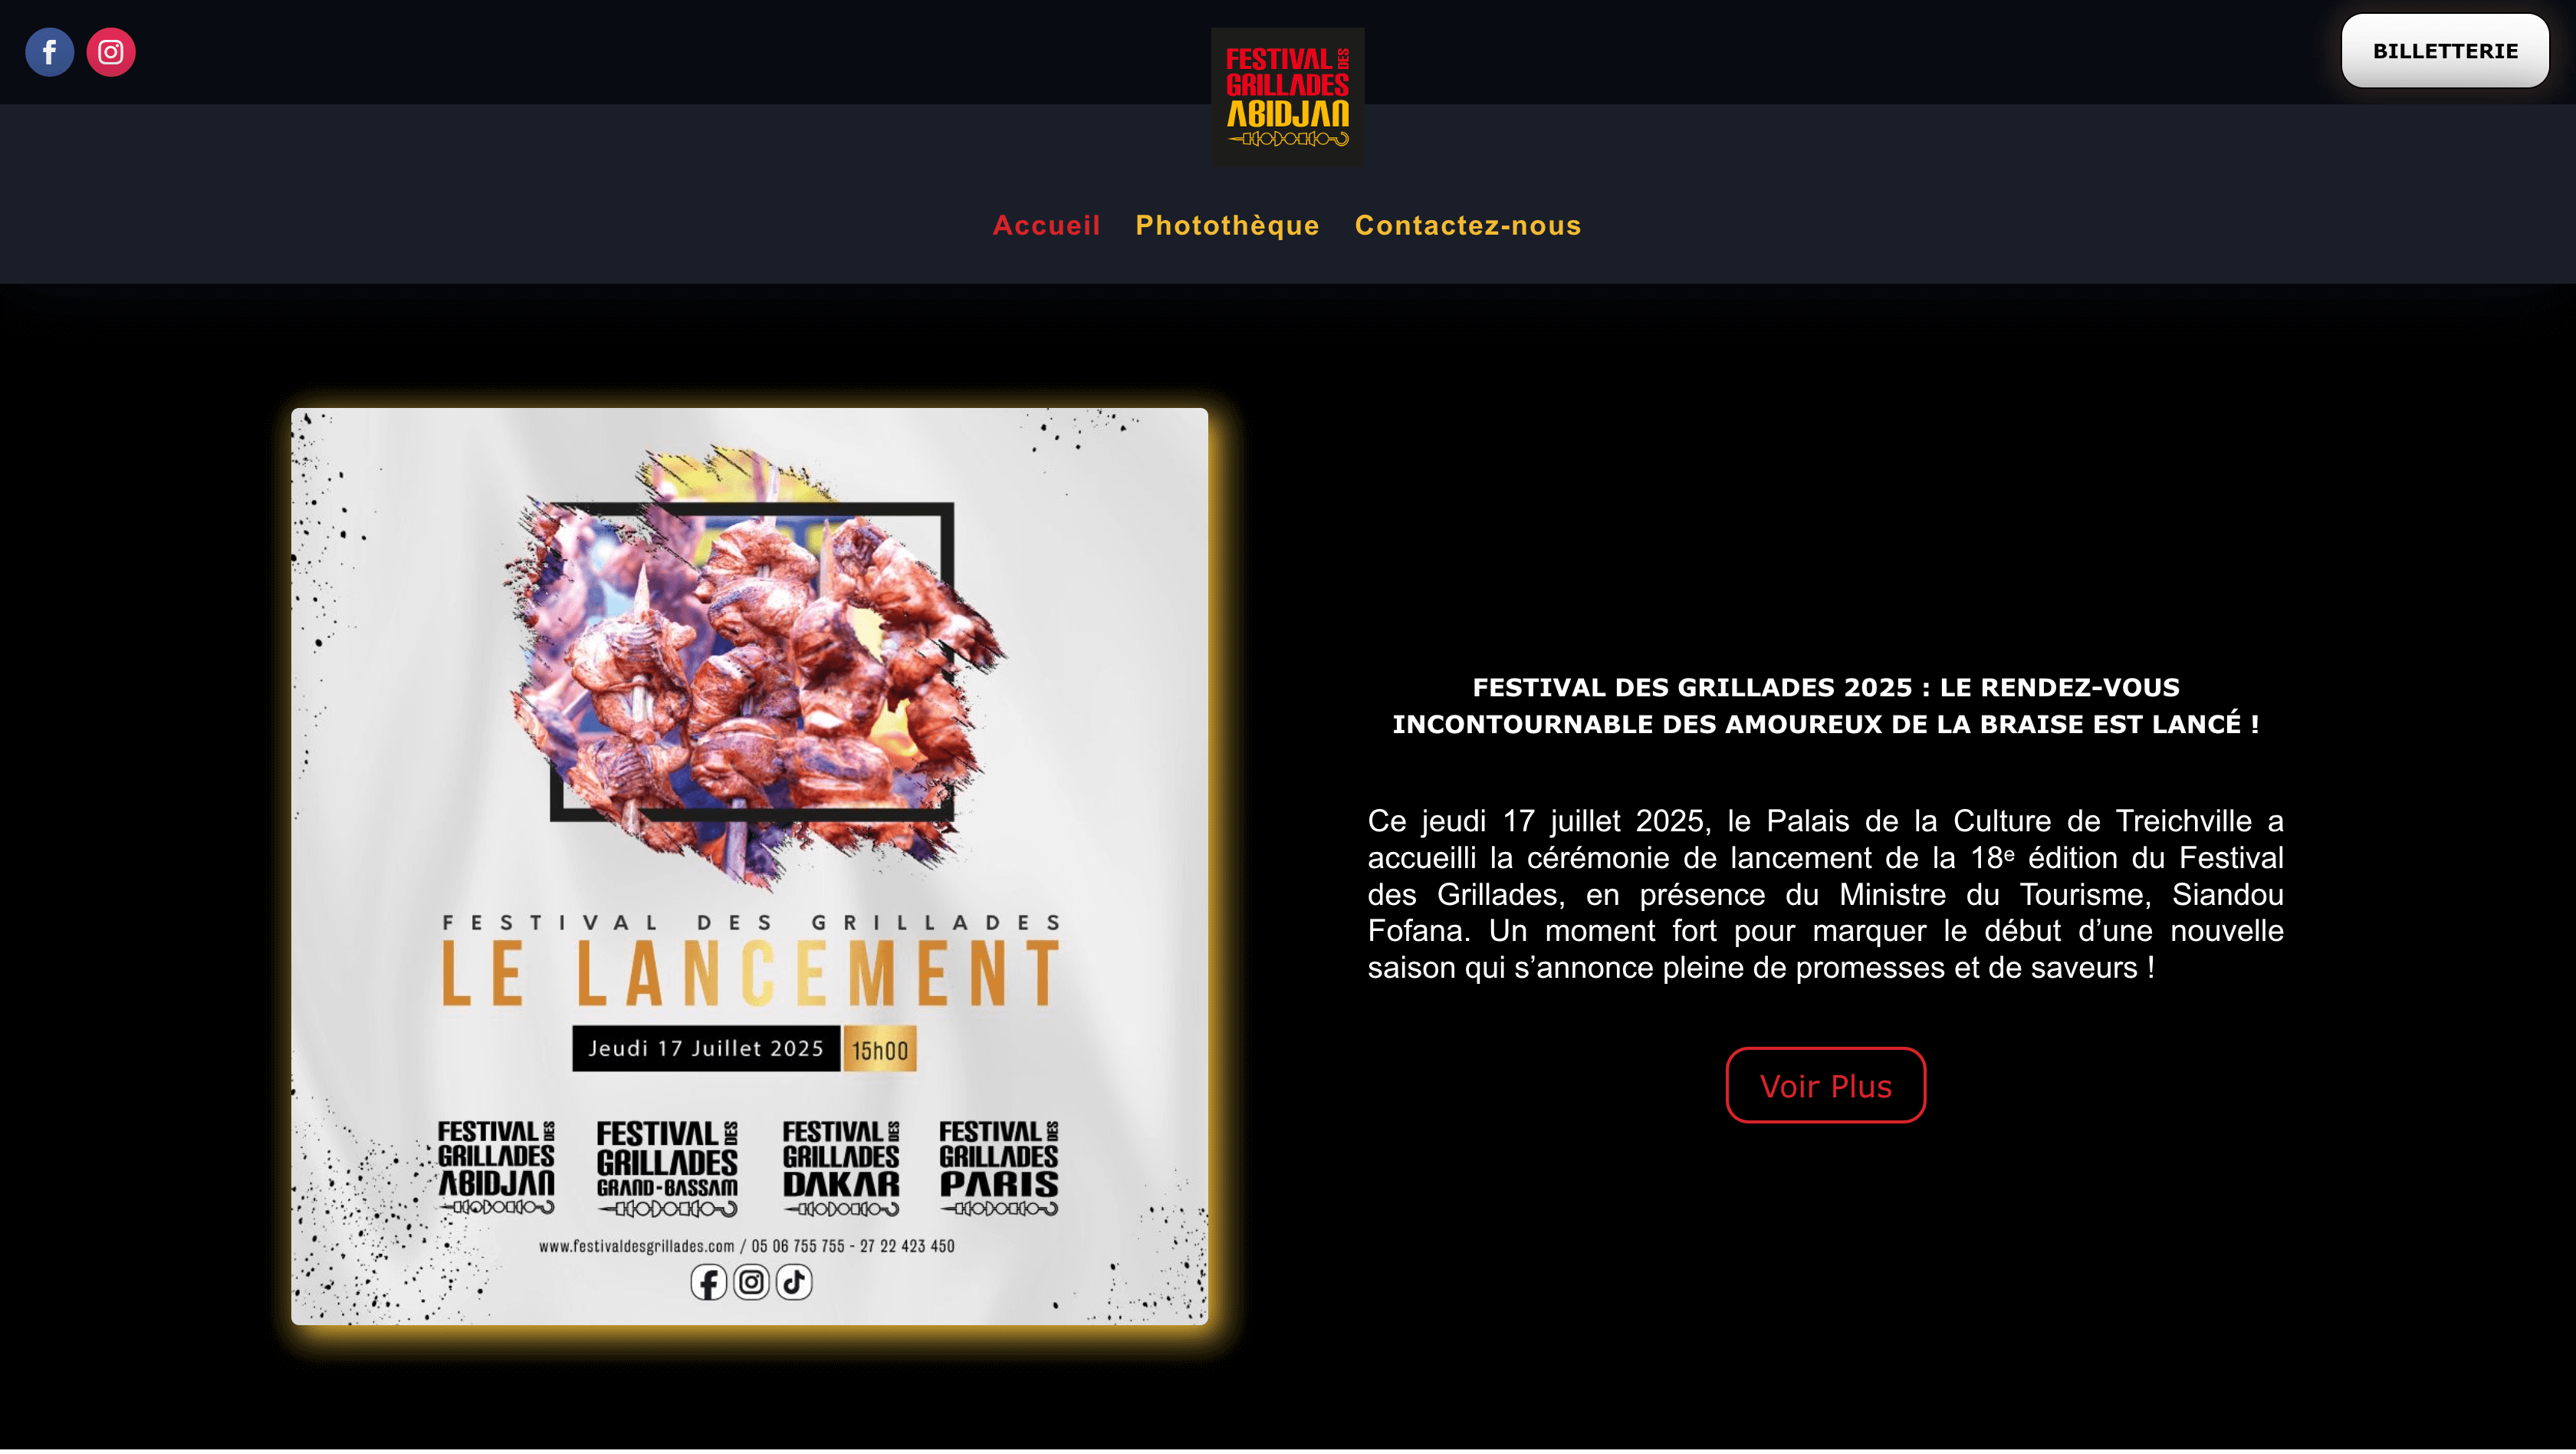 FESTIVAL DES
GRILLADES
ABIDJAN
BILLETTERIE
Accueil Photothèque Contactez-nous
FESTIVAL DES GRILLADES
LE LANCEMENT
Jeudi 17 Juillet 2025 15h00
FESTIVAL DES
GRILLADES
ABIDJAN
FESTIVAL DES
GRILLADES
GRAND-BASSAM
FESTIVAL DES
GRILLADES
DAKAR
FESTIVAL DES
GRILLADES
PARIS
www.festivaldesgrillades.com / 05 06 755 755 - 27 22 423 450
FESTIVAL DES GRILLADES 2025 : LE RENDEZ-VOUS
INCONTOURNABLE DES AMOUREUX DE LA BRAISE EST LANCÉ !
Ce jeudi 17 juillet 2025, le Palais de la Culture de Treichville a
accueilli la cérémonie de lancement de la 18ᵉ édition du Festival
des Grillades, en présence du Ministre du Tourisme, Siandou
Fofana. Un moment fort pour marquer le début d’une nouvelle
saison qui s’annonce pleine de promesses et de saveurs !
Voir Plus